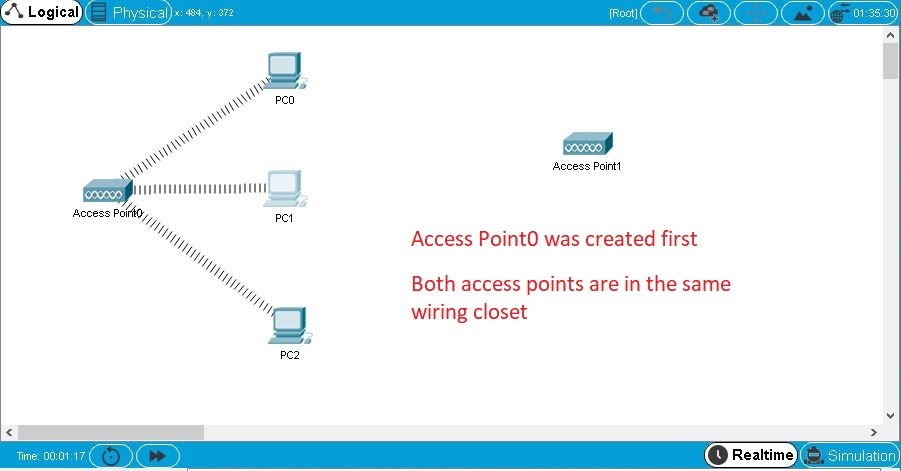 Logical Physical x: 484, y: 372 [Root] 01:35:30
PC0
Access Point1
Access Point0
PC1
Access Point0 was created first
Both access points are in the same
wiring closet
PC2
Time: 00:01:17 Realtime Simulation